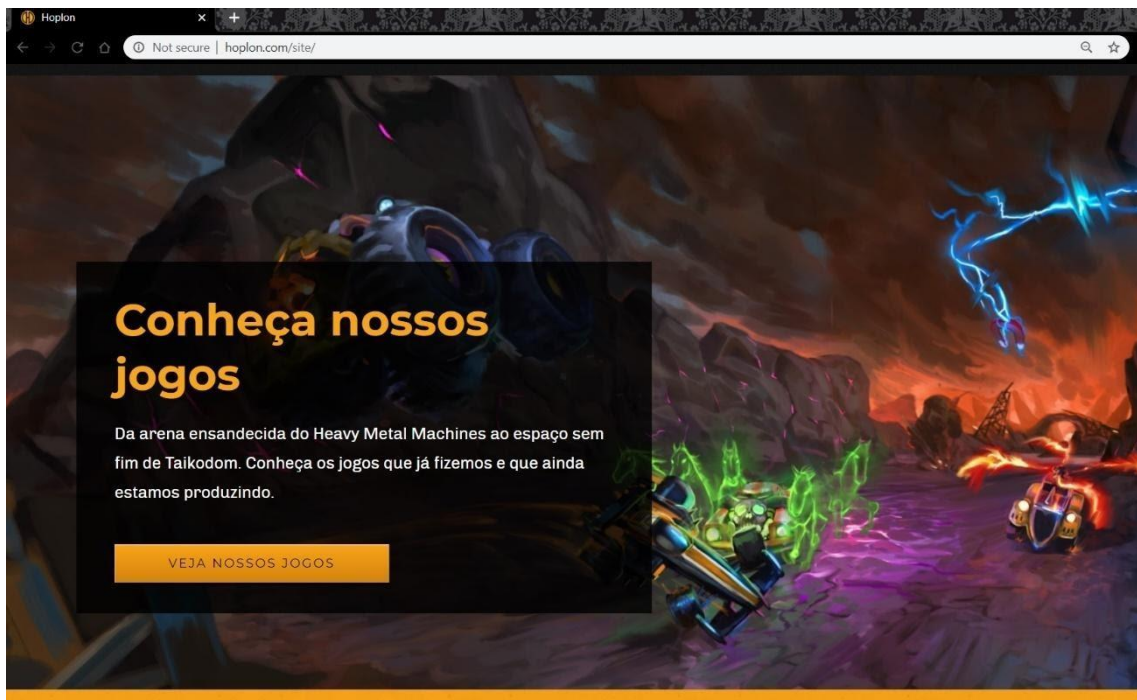 Hoplon
Not secure | hoplon.com/site/
Conheça nossos
jogos
Da arena ensandecida do Heavy Metal Machines ao espaço sem
fim de Taikodom. Conheça os jogos que já fizemos e que ainda
estamos produzindo.
VEJA NOSSOS JOGOS